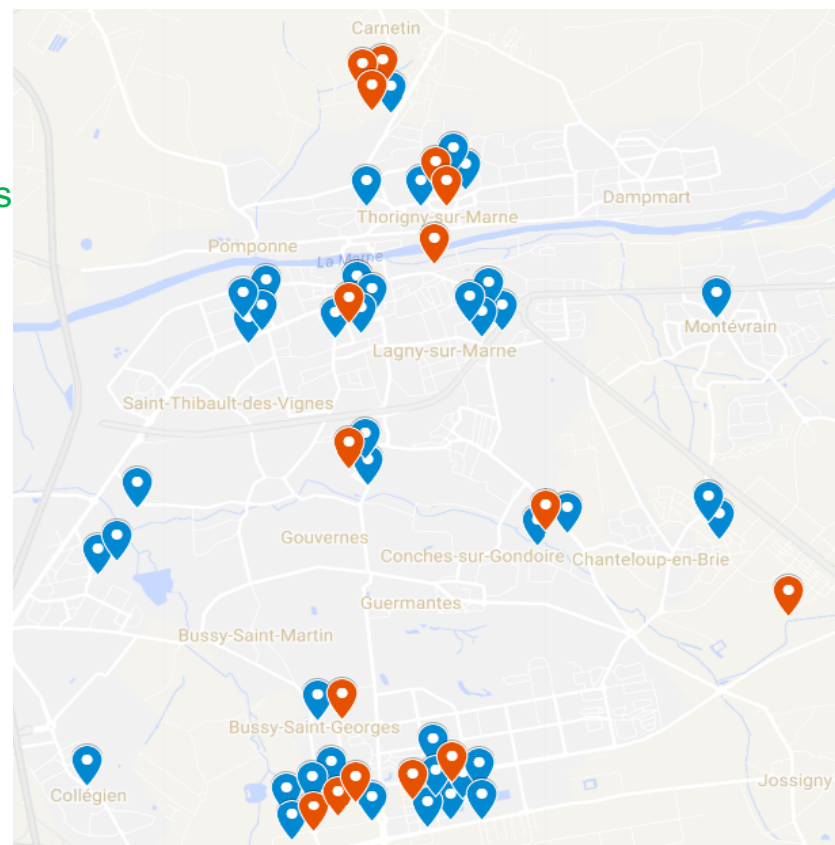 Carnetin
s
Dampmart
Thorigny-sur-Marne
Pomponne
La Marne
Montévrain
Lagny-sur-Marne
Saint-Thibault-des-Vignes
Gouvernes
Conches-sur-Gondoire
Chanteloup-en-Brie
Guermantes
Bussy-Saint-Martin
Bussy-Saint-Georges
Jossigny
Collégien